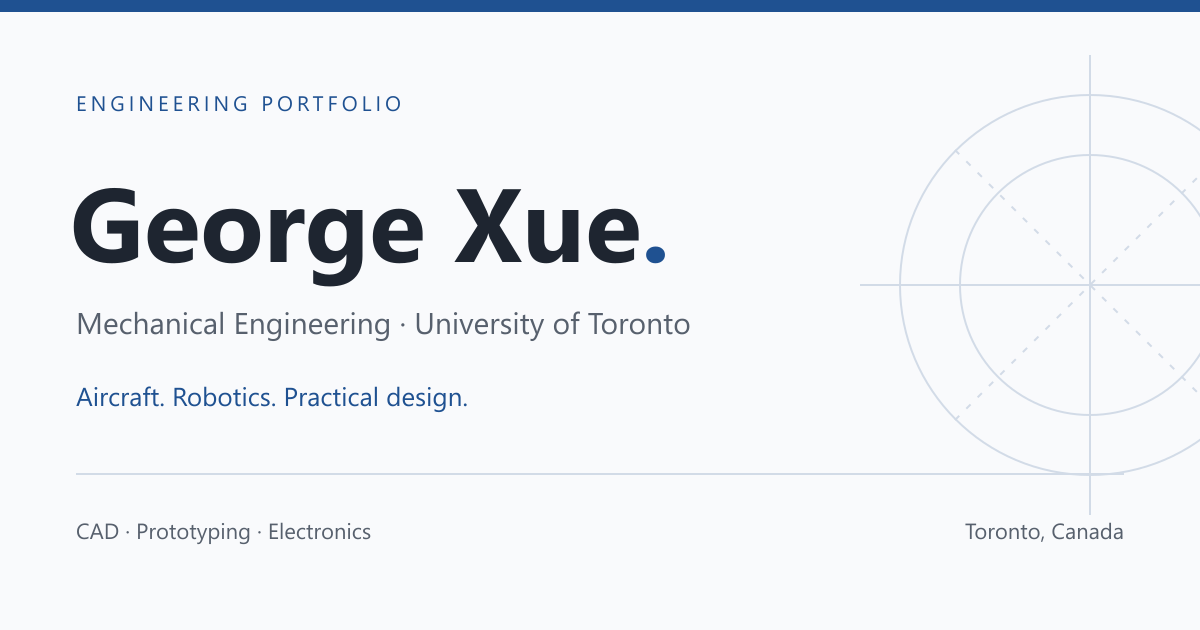 ENGINEERING PORTFOLIO
George Xue.
Mechanical Engineering · University of Toronto
Aircraft. Robotics. Practical design.
CAD · Prototyping · Electronics
Toronto, Canada